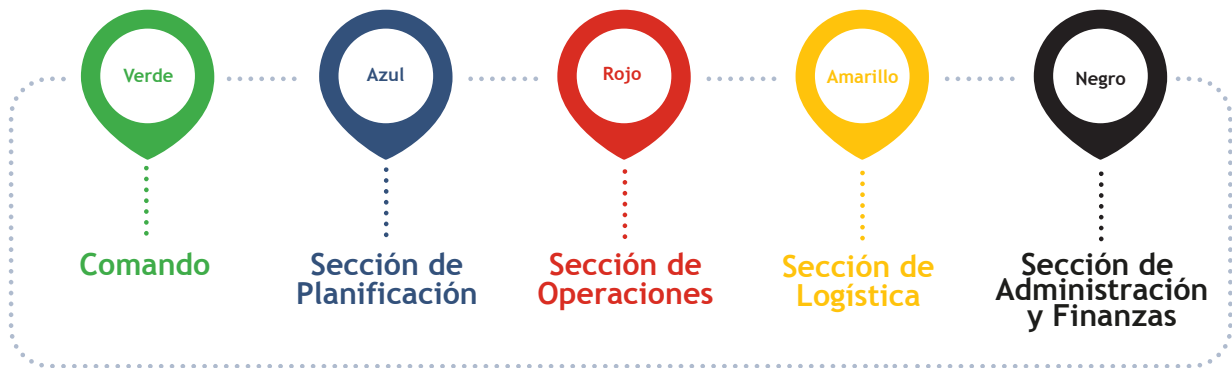 Verde
Azul
Rojo
Amarillo
Negro
Comando
Sección de
Planificación
Sección de
Operaciones
Sección de
Logística
Sección de
Administración
y Finanzas